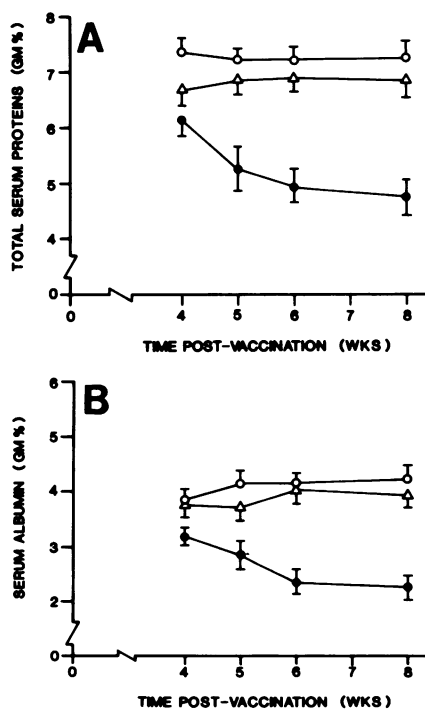 A
TOTAL SERUM PROTEINS (GM %)
8
7
6
5
4
0
0 4 5 6 7 8
TIME POST-VACCINATION (WKS)
B
SERUM ALBUMIN (GM %)
6
5
4
3
2
0
0 4 5 6 7 8
TIME POST-VACCINATION (WKS)